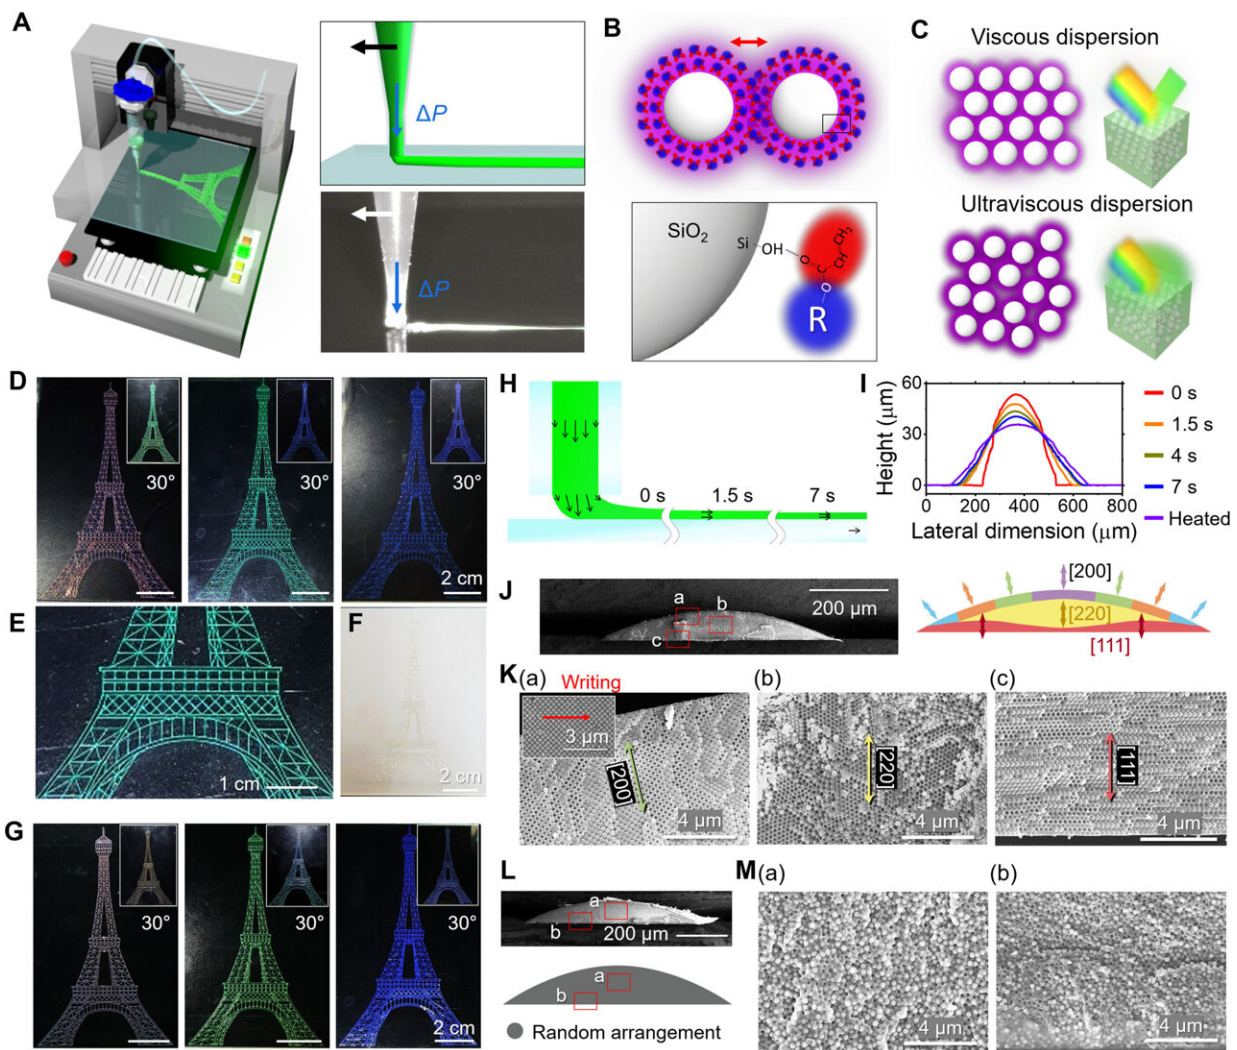 A
ΔP
ΔP
B
SiO2
Si
OH
O
C
CH
CH2
O
R
C
Viscous dispersion
Ultraviscous dispersion
D
30°
30°
30°
2 cm
E
1 cm
F
2 cm
G
30°
30°
30°
2 cm
H
0 s
1.5 s
7 s
I
Height (μm)
60
30
0
0
200
400
600
800
Lateral dimension (μm)
0 s
1.5 s
4 s
7 s
Heated
J
a
b
c
200 μm
[200]
[220]
[111]
K
(a)
Writing
3 μm
[200]
4 μm
(b)
[220]
4 μm
(c)
[111]
4 μm
L
a
b
200 μm
a
b
Random arrangement
M
(a)
4 μm
(b)
4 μm